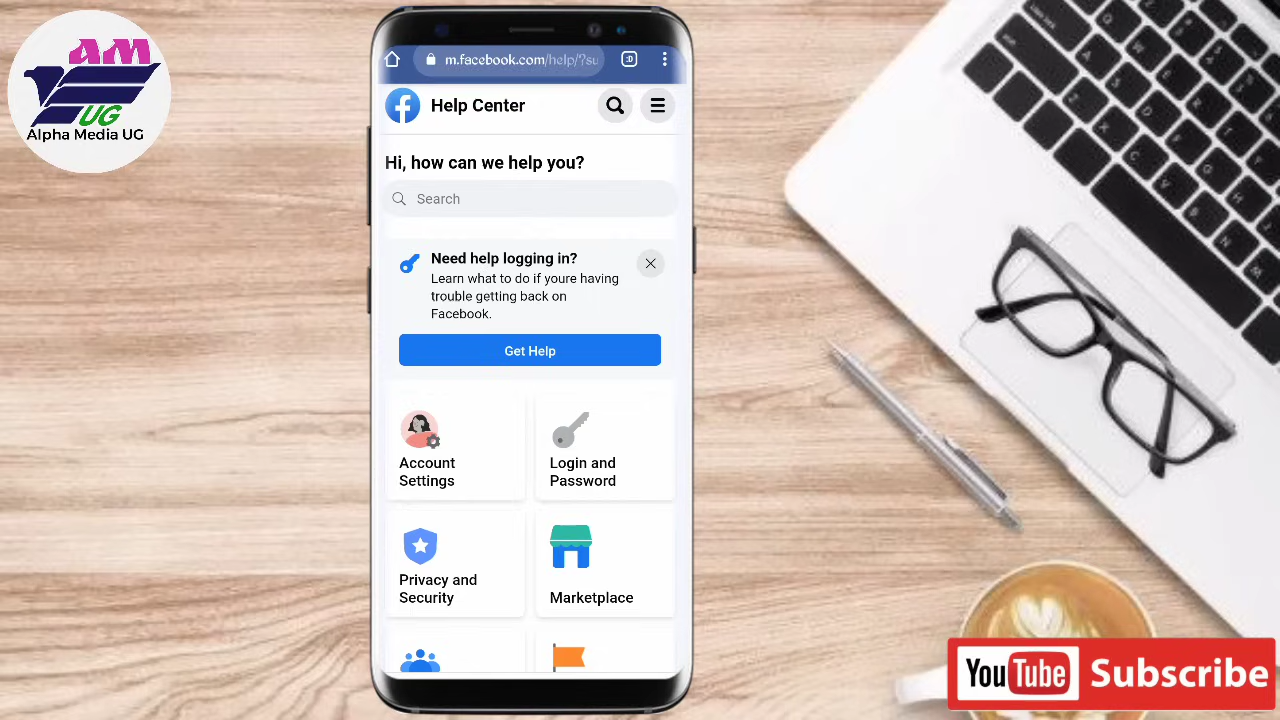 AM
UG
Alpha Media UG
m.facebook.com/help/?su
:D
Help Center
Hi, how can we help you?
Search
Need help logging in?
Learn what to do if youre having
trouble getting back on
Facebook.
Get Help
Account
Settings
Login and
Password
Privacy and
Security
Marketplace
YouTube Subscribe